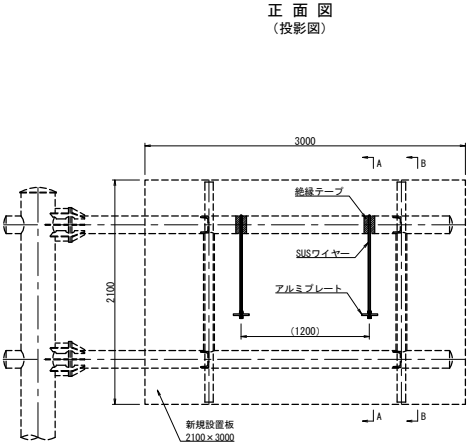 正面図
(投影図)
3000
A
B
絶縁テープ
SUSワイヤー
アルミプレート
2100
(1200)
A
B
新規設置板
2100×3000